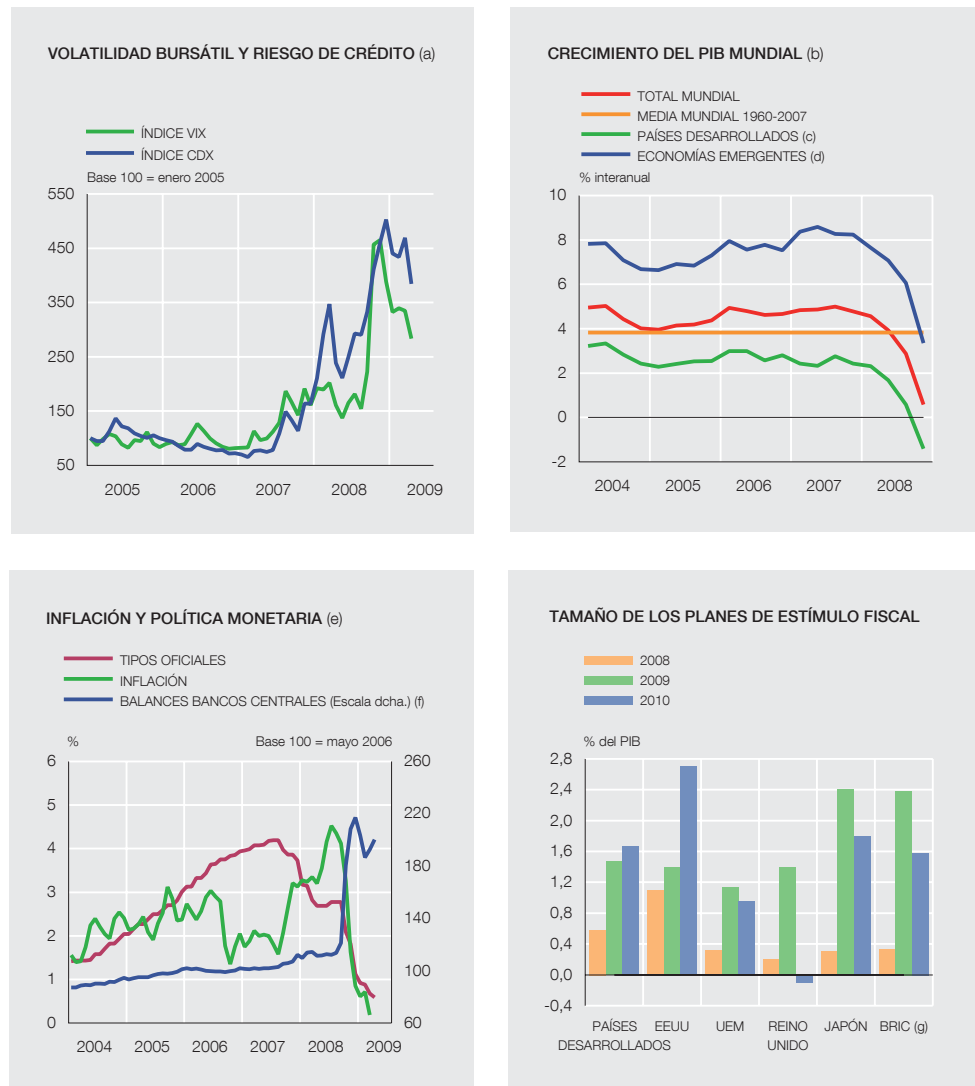 VOLATILIDAD BURSÁTIL Y RIESGO DE CRÉDITO (a)
ÍNDICE VIX
ÍNDICE CDX
Base 100 = enero 2005
550
450
350
250
150
50
2005 2006 2007 2008 2009
CRECIMIENTO DEL PIB MUNDIAL (b)
TOTAL MUNDIAL
MEDIA MUNDIAL 1960-2007
PAÍSES DESARROLLADOS (c)
ECONOMÍAS EMERGENTES (d)
% interanual
10
8
6
4
2
0
-2
2004 2005 2006 2007 2008
INFLACIÓN Y POLÍTICA MONETARIA (e)
TIPOS OFICIALES
INFLACIÓN
BALANCES BANCOS CENTRALES (Escala dcha.) (f)
% Base 100 = mayo 2006
6 260
5 220
4 180
3 140
2 100
1 60
0
2004 2005 2006 2007 2008 2009
TAMAÑO DE LOS PLANES DE ESTÍMULO FISCAL
2008
2009
2010
% del PIB
2,8
2,4
2,0
1,6
1,2
0,8
0,4
0,0
-0,4
PAÍSES EEUU UEM REINO JAPÓN BRIC (g)
DESARROLLADOS UNIDO